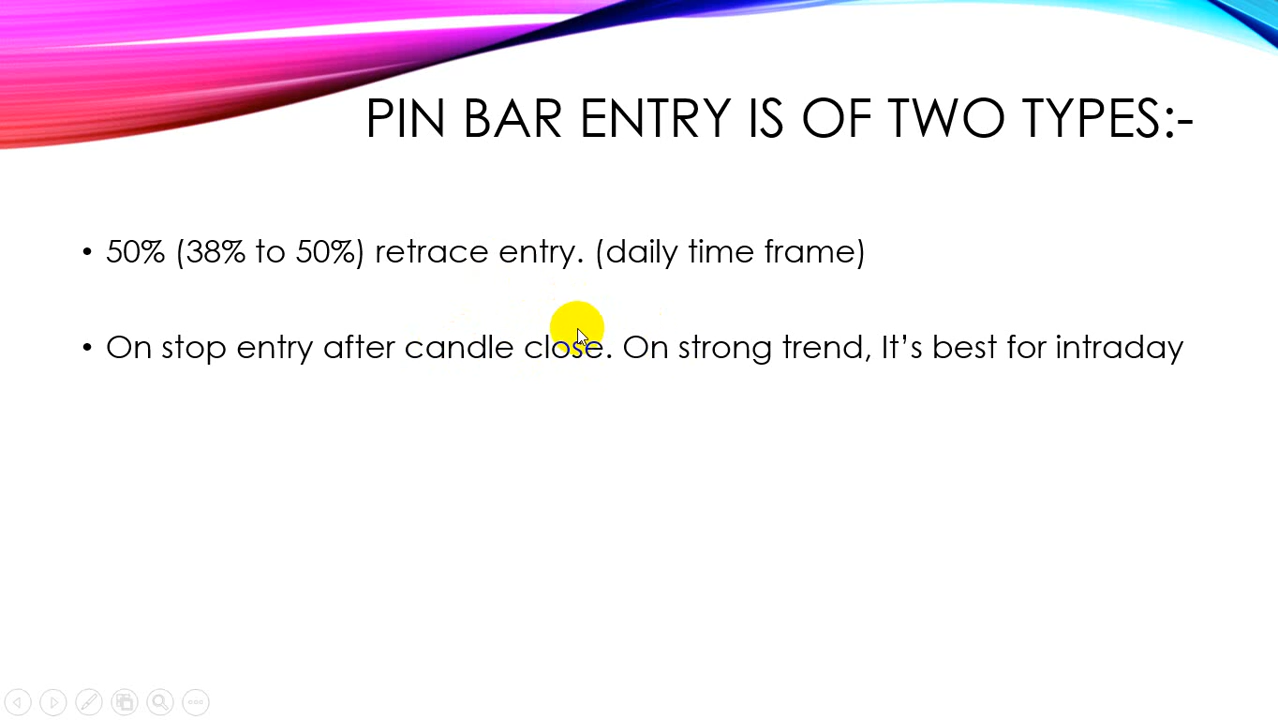 PIN BAR ENTRY IS OF TWO TYPES:-
• 50% (38% to 50%) retrace entry. (daily time frame)
• On stop entry after candle close. On strong trend, It’s best for intraday